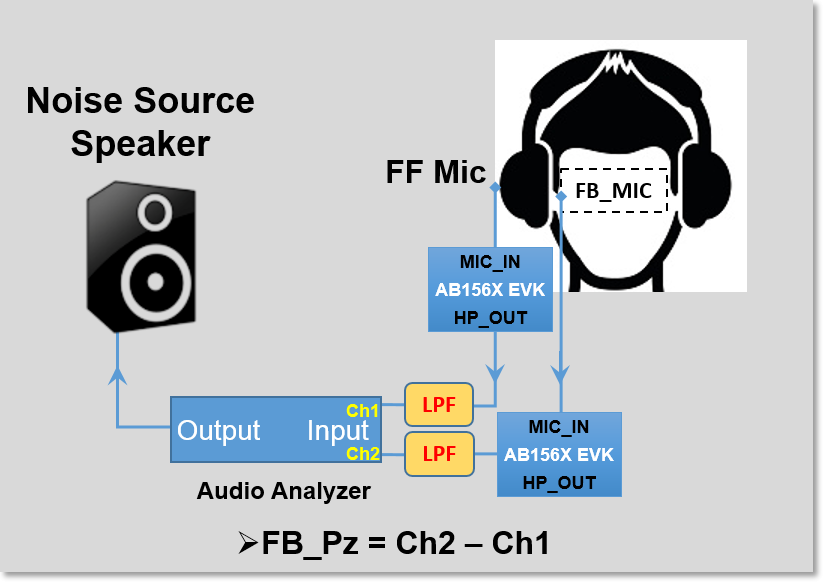 Noise Source
Speaker
FF Mic
FB_MIC
MIC_IN
AB156X EVK
HP_OUT
Ch1
LPF
Output
Input
Ch2
LPF
MIC_IN
AB156X EVK
HP_OUT
Audio Analyzer
➢FB_Pz = Ch2 – Ch1